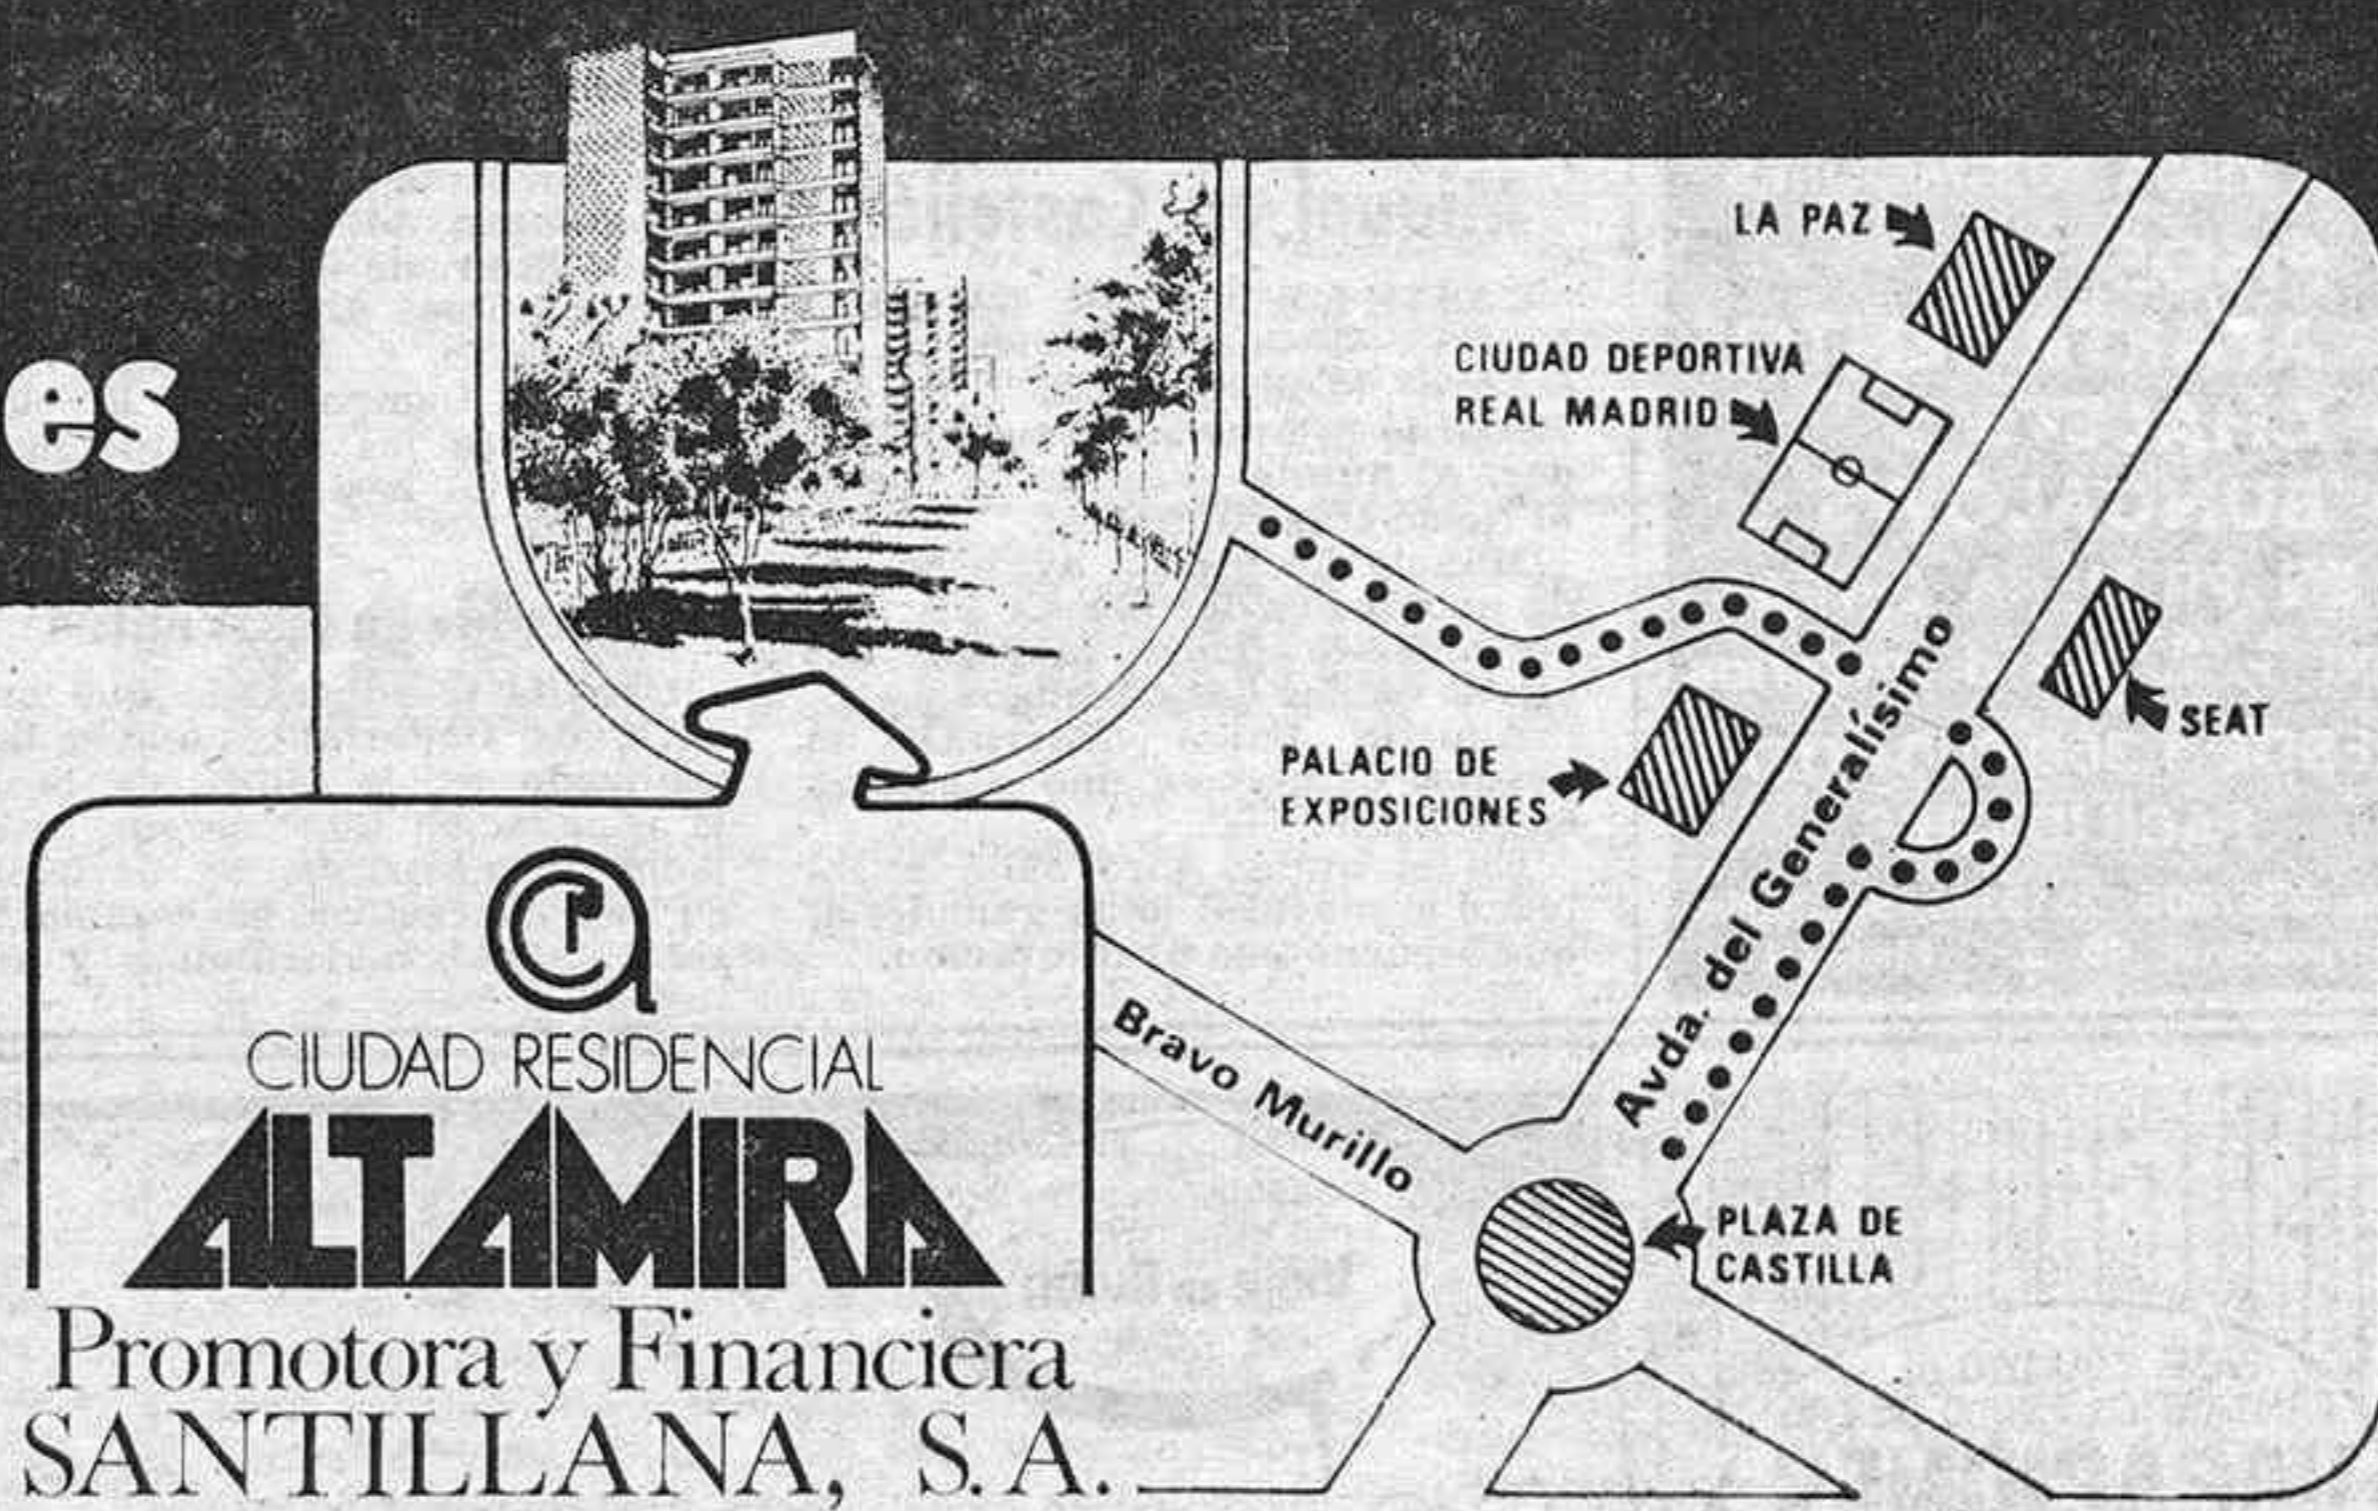 es
LA PAZ
CIUDAD DEPORTIVA
REAL MADRID
SEAT
PALACIO DE
EXPOSICIONES
Avda. del Generalísimo
Bravo Murillo
PLAZA DE
CASTILLA
CIUDAD RESIDENCIAL
ALTAMIRA
Promotora y Financiera
SANTILLANA, S.A.